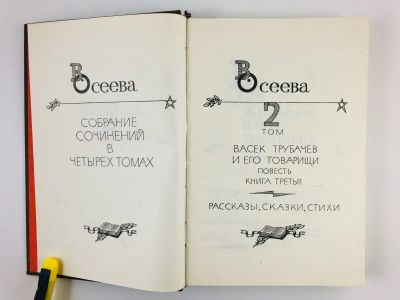 В. Осеева
СОБРАНИЕ
СОЧИНЕНИЙ
В
ЧЕТЫРЕХ ТОМАХ
В. Осеева
2
ТОМ
ВАСЕК ТРУБАЧЕВ
И ЕГО ТОВАРИЩИ
ПОВЕСТЬ
КНИГА ТРЕТЬЯ
РАССКАЗЫ, СКАЗКИ, СТИХИ